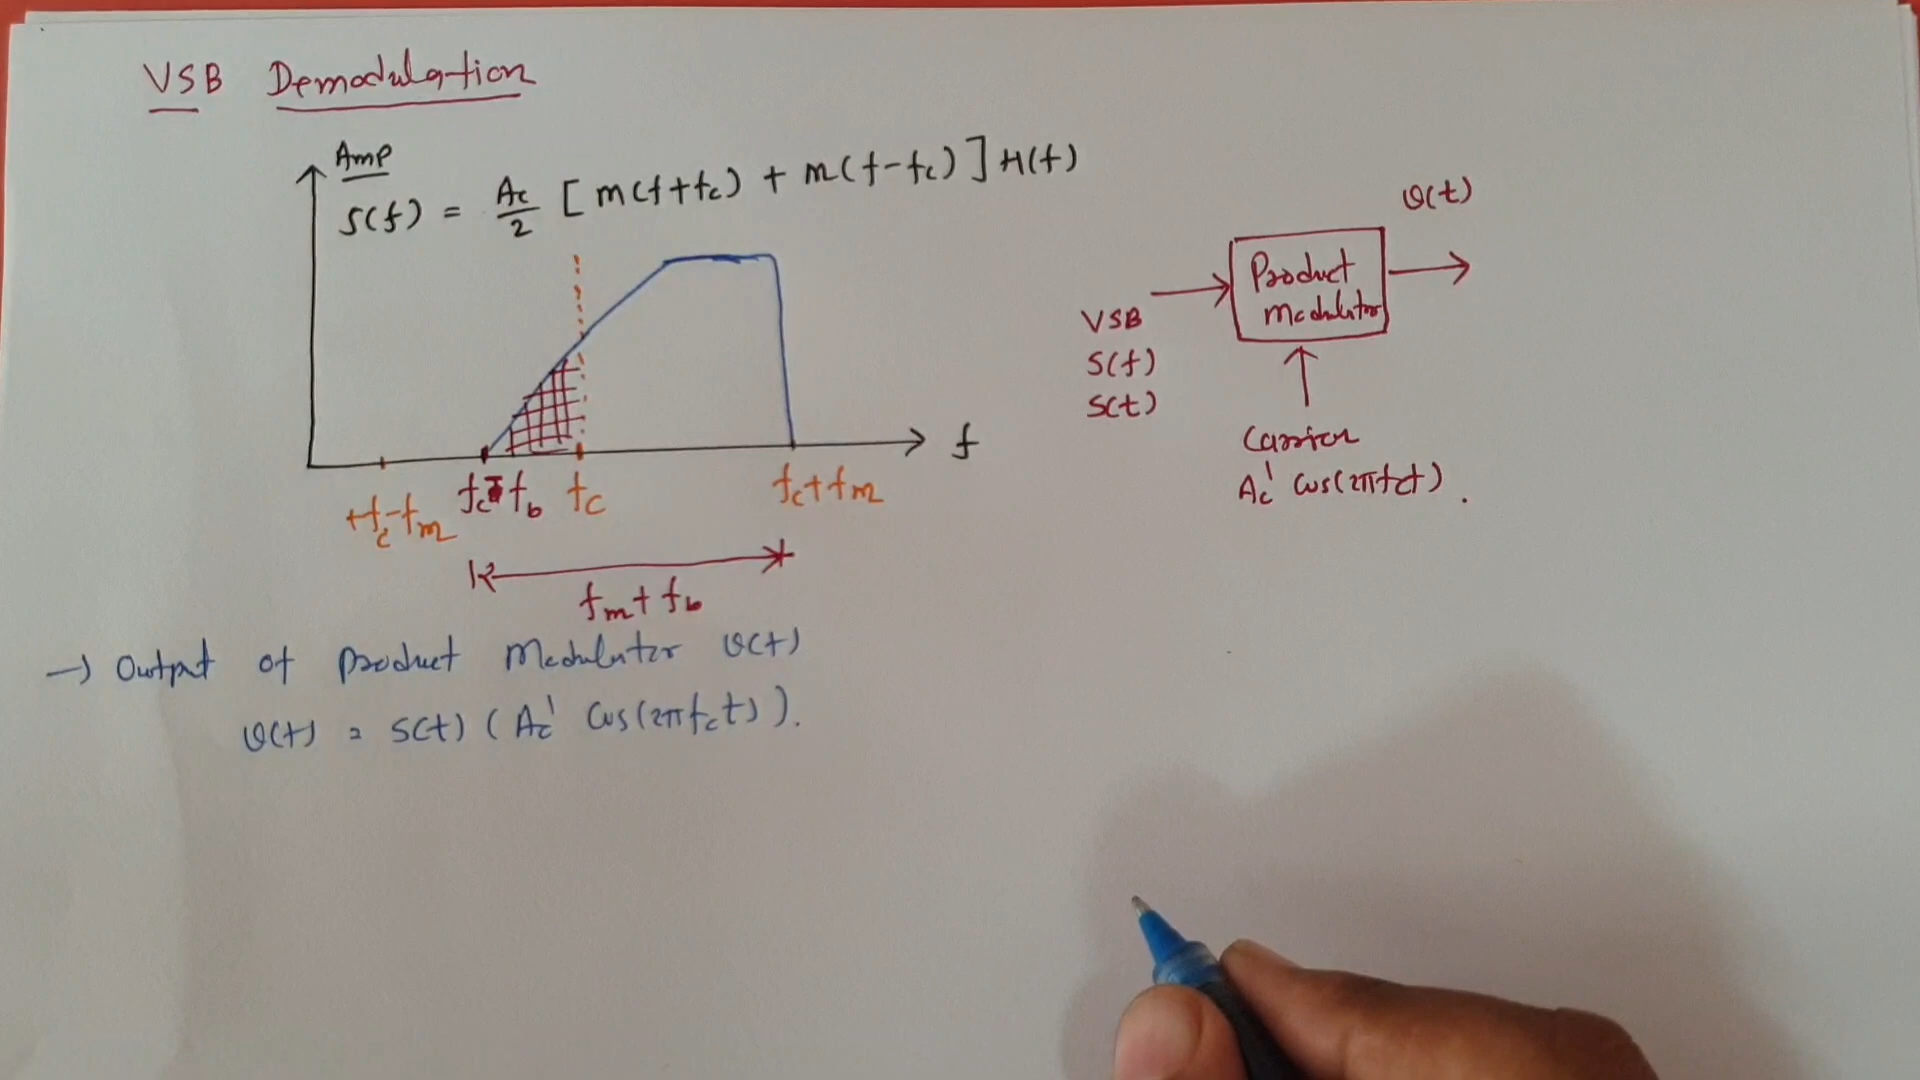 VSB Demodulation
Amp
S(f) = Ac/2 [m(f+fc) + m(f-fc)] H(f)
v(t)
Product
Modulator
VSB
S(f)
S(t)
Carrier
Ac' Cos(2πfct).
f
+fc-fm fc-fb fc fc+fm
fm+fb
→ Output of Product Modulator v(t)
v(t) = S(t) (Ac' Cos(2πfct)).